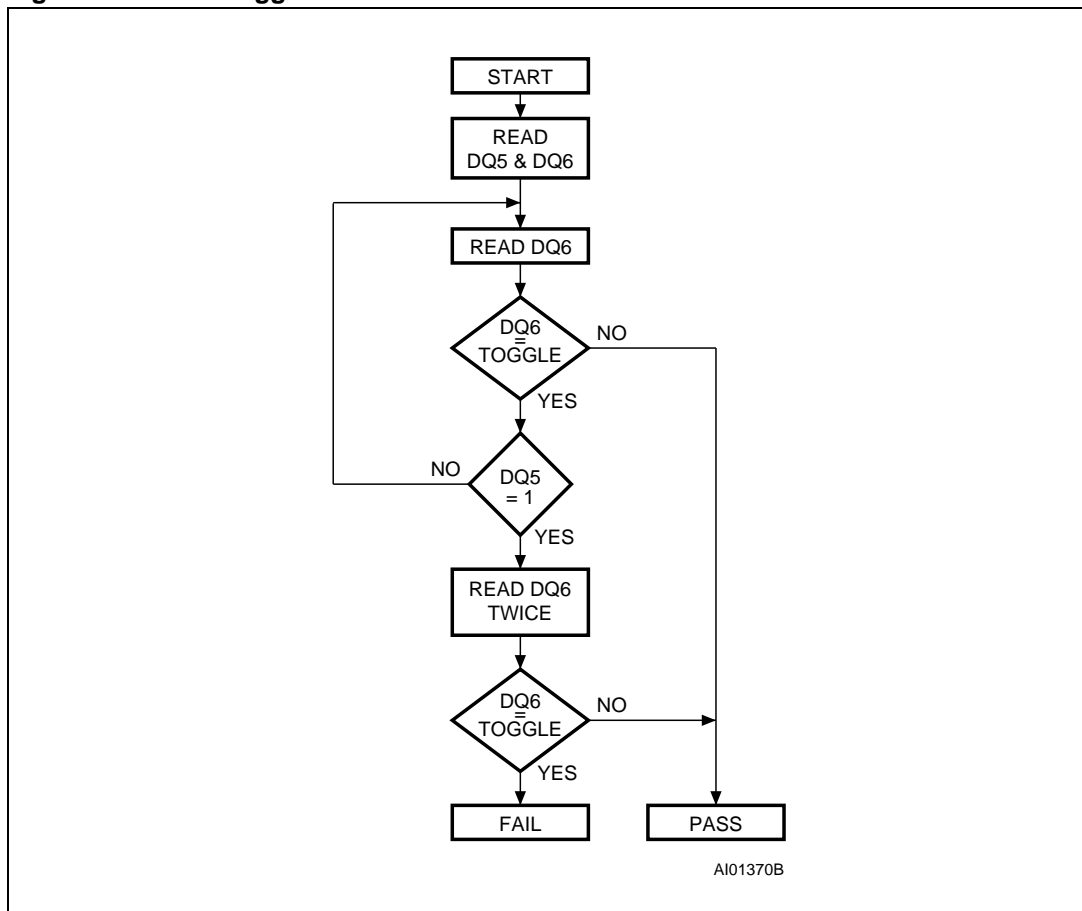 START
READ
DQ5 & DQ6
READ DQ6
DQ6
=
TOGGLE
NO
YES
NO
DQ5
= 1
YES
READ DQ6
TWICE
DQ6
=
TOGGLE
NO
YES
FAIL
PASS
AI01370B